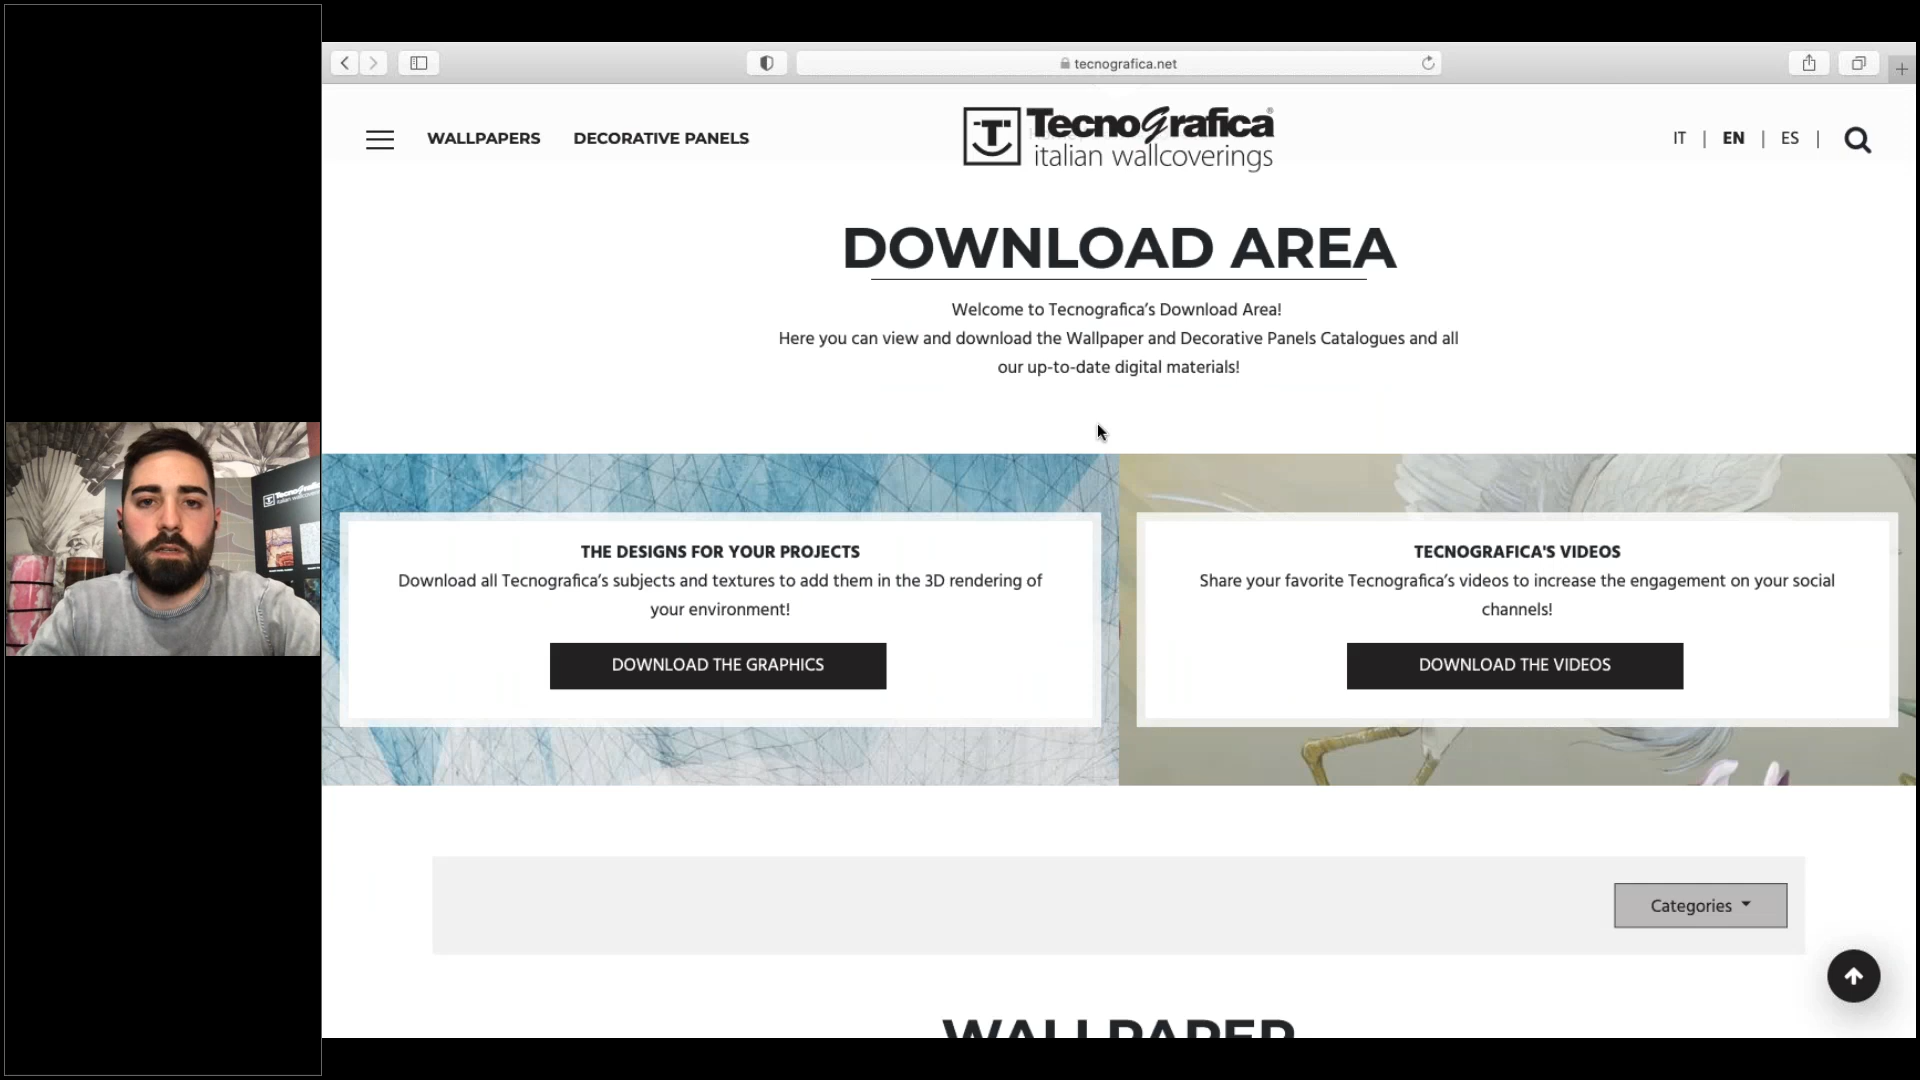 tecnografica.net
WALLPAPERS
DECORATIVE PANELS
TecnoGrafica®
italian wallcoverings
IT | EN | ES |
DOWNLOAD AREA
Welcome to Tecnografica’s Download Area!
Here you can view and download the Wallpaper and Decorative Panels Catalogues and all
our up-to-date digital materials!
THE DESIGNS FOR YOUR PROJECTS
Download all Tecnografica’s subjects and textures to add them in the 3D rendering of
your environment!
DOWNLOAD THE GRAPHICS
TECNOGRAFICA'S VIDEOS
Share your favorite Tecnografica’s videos to increase the engagement on your social
channels!
DOWNLOAD THE VIDEOS
Categories
WALLPAPER